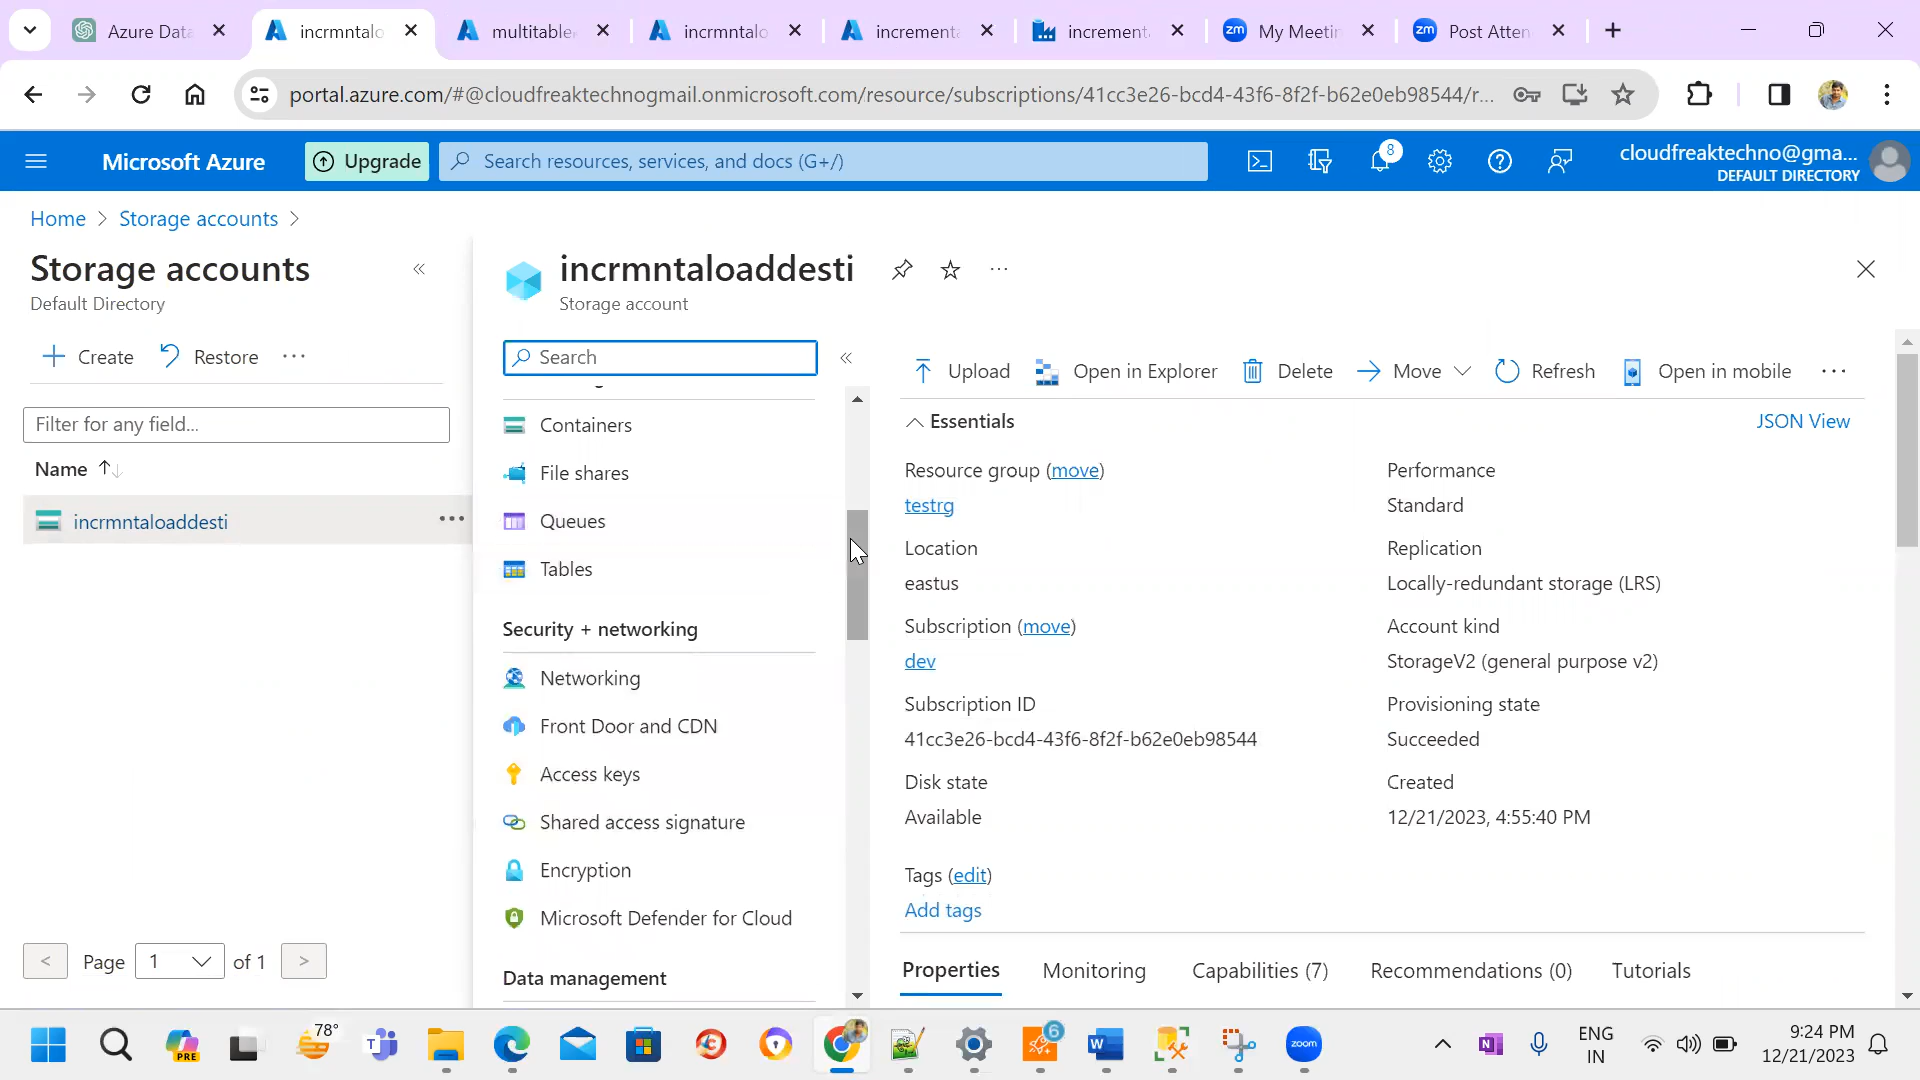 Azure Data
incrmntalo
multitable
incrmntalo
increment
increment
My Meetin
Post Atten
portal.azure.com/#@cloudfreaktechnogmail.onmicrosoft.com/resource/subscriptions/41cc3e26-bcd4-43f6-8f2f-b62e0eb98544/r...
Microsoft Azure
Upgrade
Search resources, services, and docs (G+/)
8
cloudfreaktechno@gma...
DEFAULT DIRECTORY
Home > Storage accounts >
Storage accounts
Default Directory
Create
Restore
Filter for any field...
Name
incrmntaloaddesti
< Page 1 of 1 >
incrmntaloaddesti
Storage account
Search
Containers
File shares
Queues
Tables
Security + networking
Networking
Front Door and CDN
Access keys
Shared access signature
Encryption
Microsoft Defender for Cloud
Data management
Upload
Open in Explorer
Delete
Move
Refresh
Open in mobile
Essentials
JSON View
Resource group (move)
testrg
Location
eastus
Subscription (move)
dev
Subscription ID
41cc3e26-bcd4-43f6-8f2f-b62e0eb98544
Disk state
Available
Performance
Standard
Replication
Locally-redundant storage (LRS)
Account kind
StorageV2 (general purpose v2)
Provisioning state
Succeeded
Created
12/21/2023, 4:55:40 PM
Tags (edit)
Add tags
Properties
Monitoring
Capabilities (7)
Recommendations (0)
Tutorials
PRE
78°
6
zoom
ENG
IN
9:24 PM
12/21/2023